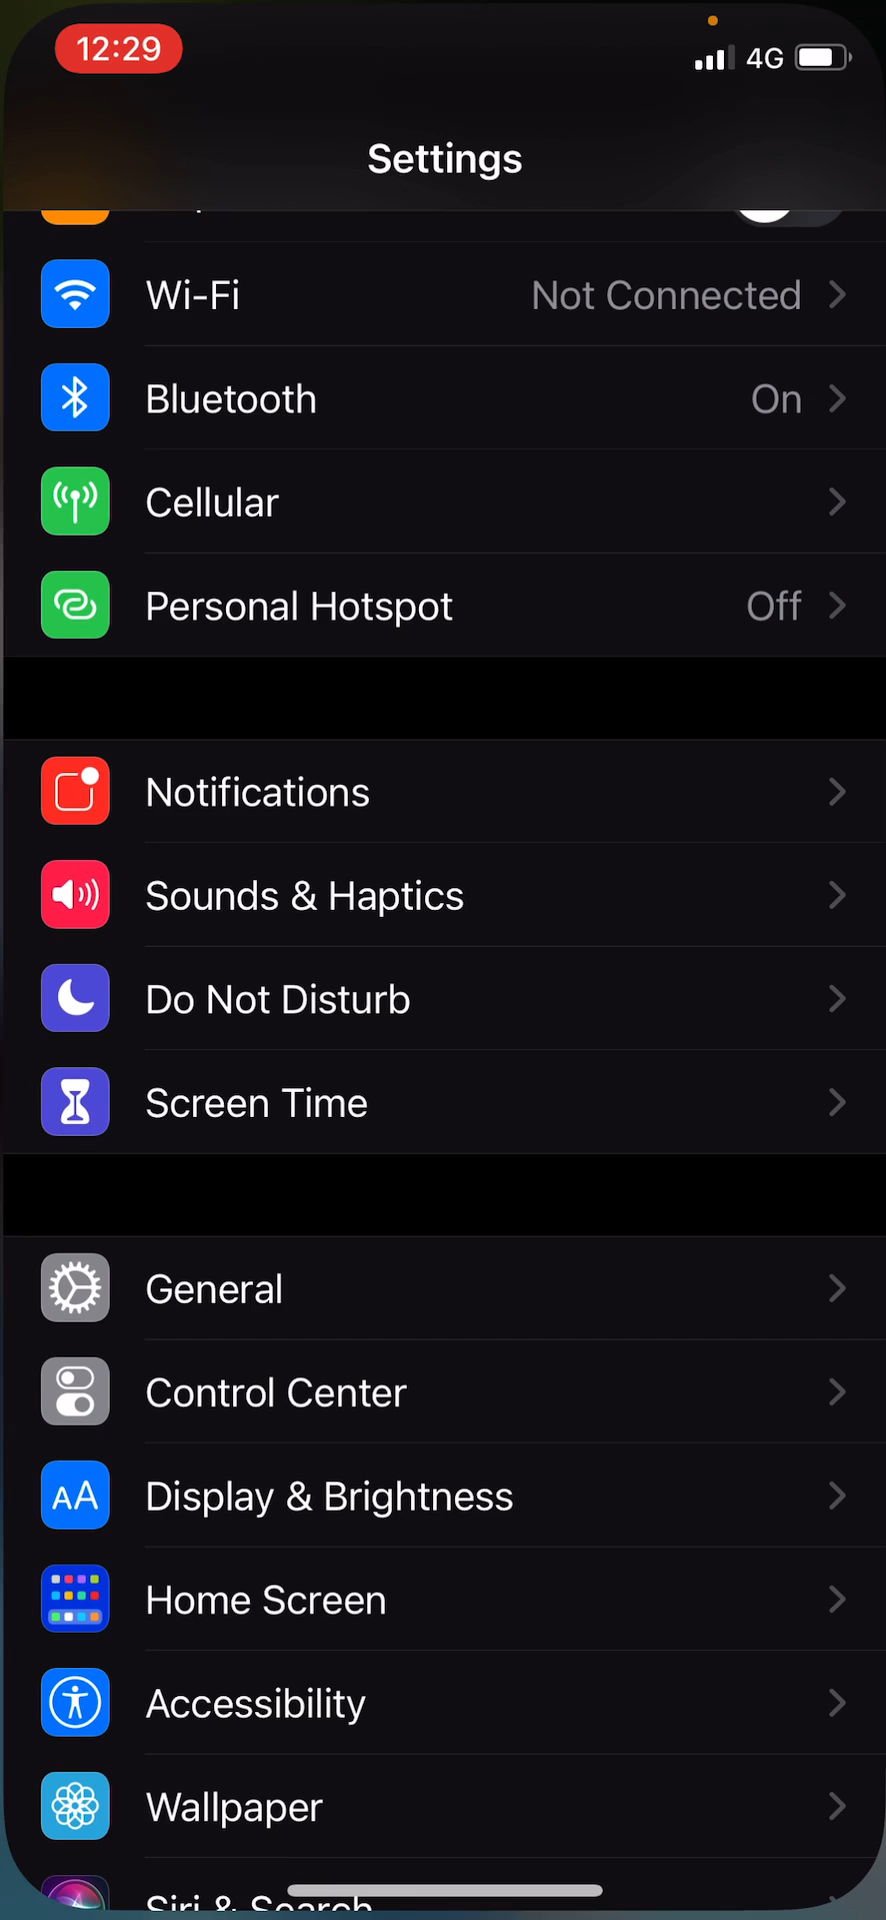 12:29
4G
Settings
Wi-Fi
Not Connected
Bluetooth
On
Cellular
Personal Hotspot
Off
Notifications
Sounds & Haptics
Do Not Disturb
Screen Time
General
Control Center
AA
Display & Brightness
Home Screen
Accessibility
Wallpaper
Siri & Search